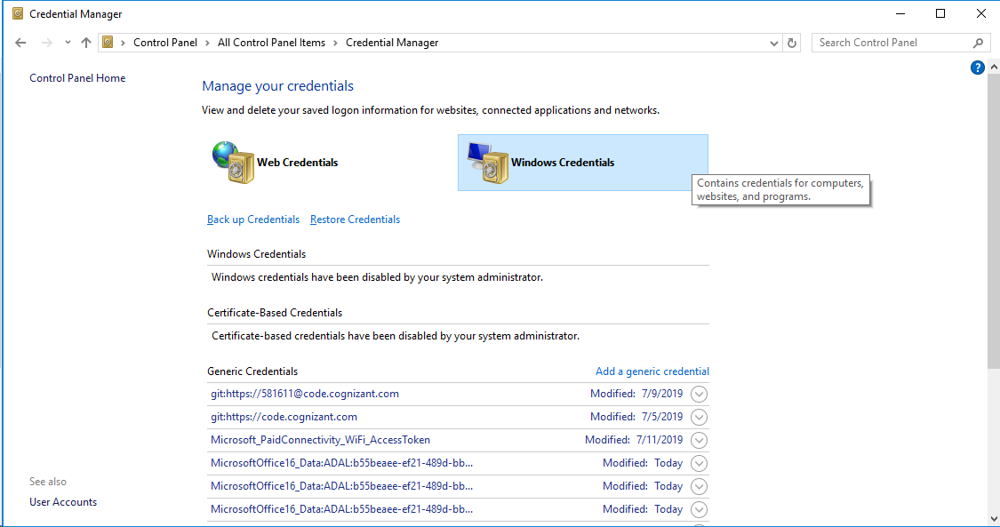 Credential Manager
Control Panel > All Control Panel Items > Credential Manager
Search Control Panel
Control Panel Home
Manage your credentials
View and delete your saved logon information for websites, connected applications and networks.
Web Credentials
Windows Credentials
Contains credentials for computers,
websites, and programs.
Back up Credentials Restore Credentials
Windows Credentials
Windows credentials have been disabled by your system administrator.
Certificate-Based Credentials
Certificate-based credentials have been disabled by your system administrator.
Generic Credentials Add a generic credential
git:https://581611@code.cognizant.com Modified: 7/9/2019
git:https://code.cognizant.com Modified: 7/5/2019
Microsoft_PaidConnectivity_WiFi_AccessToken Modified: 7/11/2019
MicrosoftOffice16_Data:ADAL:b55beaee-ef21-489d-bb... Modified: Today
MicrosoftOffice16_Data:ADAL:b55beaee-ef21-489d-bb... Modified: Today
MicrosoftOffice16_Data:ADAL:b55beaee-ef21-489d-bb... Modified: Today
See also
User Accounts